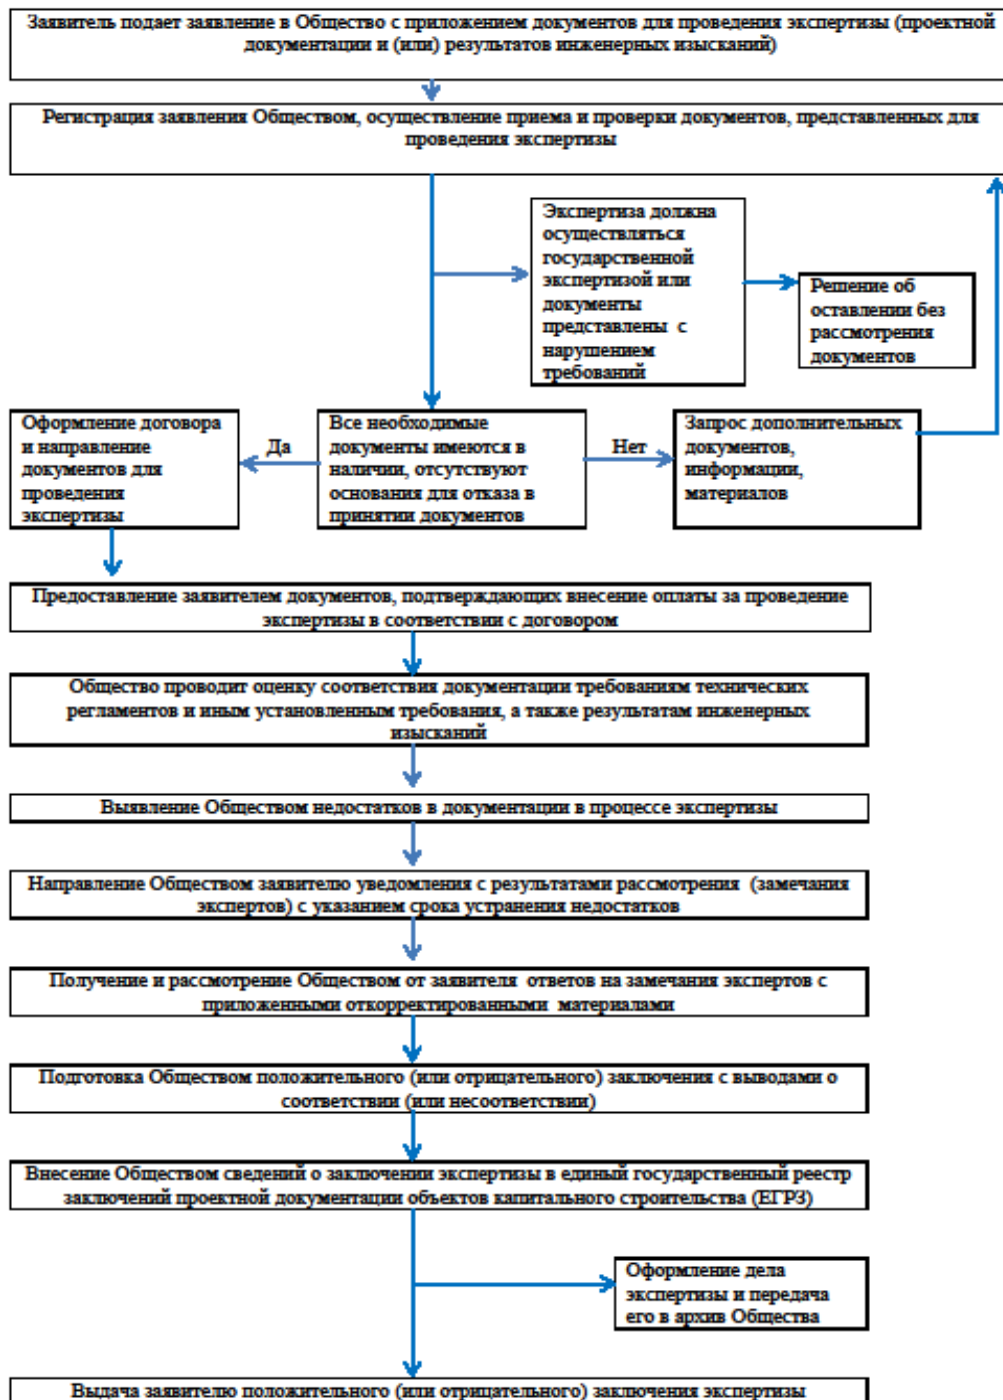 Заявитель подает заявление в Общество с приложением документов для проведения экспертизы (проектной
документации и (или) результатов инженерных изысканий)
Регистрация заявления Обществом, осуществление приема и проверки документов, представленных для
проведения экспертизы
Экспертиза должна
осуществляться
государственной
экспертизой или
документы
представлены с
нарушением
требований
Решение об
оставлении без
рассмотрения
документов
Оформление договора
и направление
документов для
проведения
экспертизы
Да
Все необходимые
документы имеются в
наличии, отсутствуют
основания для отказа в
принятии документов
Нет
Запрос дополнительных
документов,
информации,
материалов
Предоставление заявителем документов, подтверждающих внесение оплаты за проведение
экспертизы в соответствии с договором
Общество проводит оценку соответствия документации требованиям технических
регламентов и иным установленным требования, а также результатам инженерных
изысканий
Выявление Обществом недостатков в документации в процессе экспертизы
Направление Обществом заявителю уведомления с результатами рассмотрения (замечания
экспертов) с указанием срока устранения недостатков
Получение и рассмотрение Обществом от заявителя ответов на замечания экспертов с
приложенными откорректированными материалами
Подготовка Обществом положительного (или отрицательного) заключения с выводами о
соответствии (или несоответствии)
Внесение Обществом сведений о заключении экспертизы в единый государственный реестр
заключений проектной документации объектов капитального строительства (ЕГРЗ)
Оформление дела
экспертизы и передача
его в архив Общества
Выдача заявителю положительного (или отрицательного) заключения экспертизы